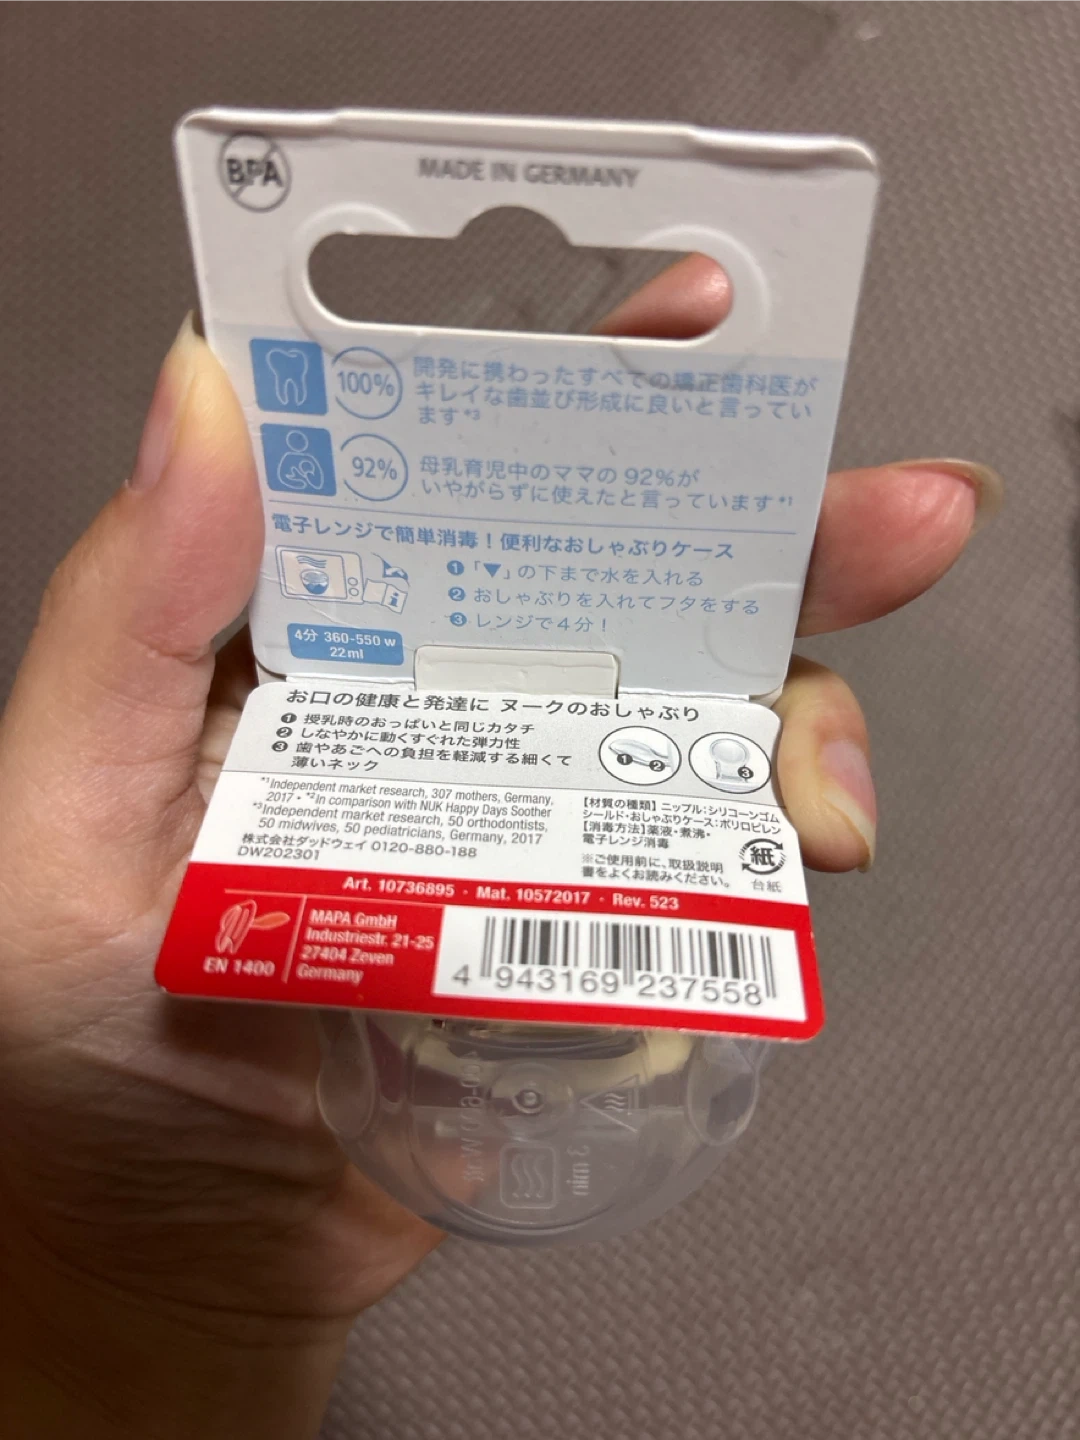 BPA
MADE IN GERMANY
100%
開発に携わったすべての矯正歯科医が
キレイな歯並び形成に良いと言ってい
ます*3
92%
母乳育児中のママの 92%が
いやがらずに使えたと言っています*1
電子レンジで簡単消毒！便利なおしゃぶりケース
❶「▼」の下まで水を入れる
❷ おしゃぶりを入れてフタをする
❸ レンジで4分！
4分 360-550 w
22ml
お口の健康と発達に ヌークのおしゃぶり
❶ 授乳時のおっぱいと同じカタチ
❷ しなやかに動くすぐれた弾力性
❸ 歯やあごへの負担を軽減する細くて
薄いネック
❶ ❷
❸
*1Independent market research, 307 mothers, Germany,
2017 • *2In comparison with NUK Happy Days Soother
*3Independent market research, 50 orthodontists,
50 midwives, 50 pediatricians, Germany, 2017
株式会社ダッドウェイ 0120-880-188
DW202301
【材質の種類】ニップル:シリコーンゴム
シールド・おしゃぶりケース:ポリロピレン
【消毒方法】薬液・煮沸・
電子レンジ消毒
※ご使用前に、取扱説明
書をよくお読みください。
紙
台紙
Art. 10736895 · Mat. 10572017 · Rev. 523
EN 1400
MAPA GmbH
Industriestr. 21-25
27404 Zeven
Germany
4 943169 237558
3 min